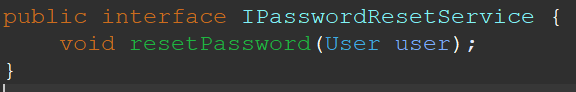 public interface IPasswordResetService {
    void resetPassword(User user);
}